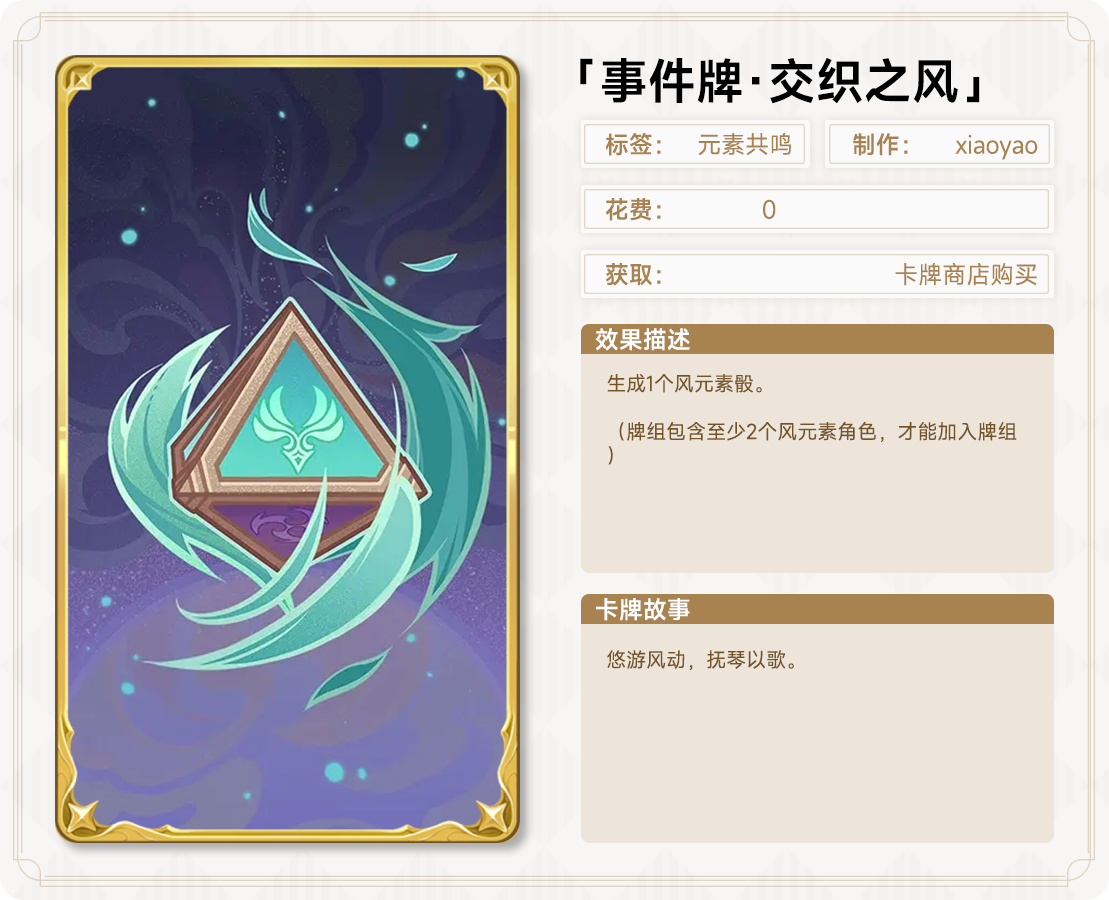 「事件牌·交织之风」
标签： 元素共鸣 制作： xiaoyao
花费： 0
获取： 卡牌商店购买
效果描述
生成1个风元素骰。
（牌组包含至少2个风元素角色，才能加入牌组
）
卡牌故事
悠游风动，抚琴以歌。